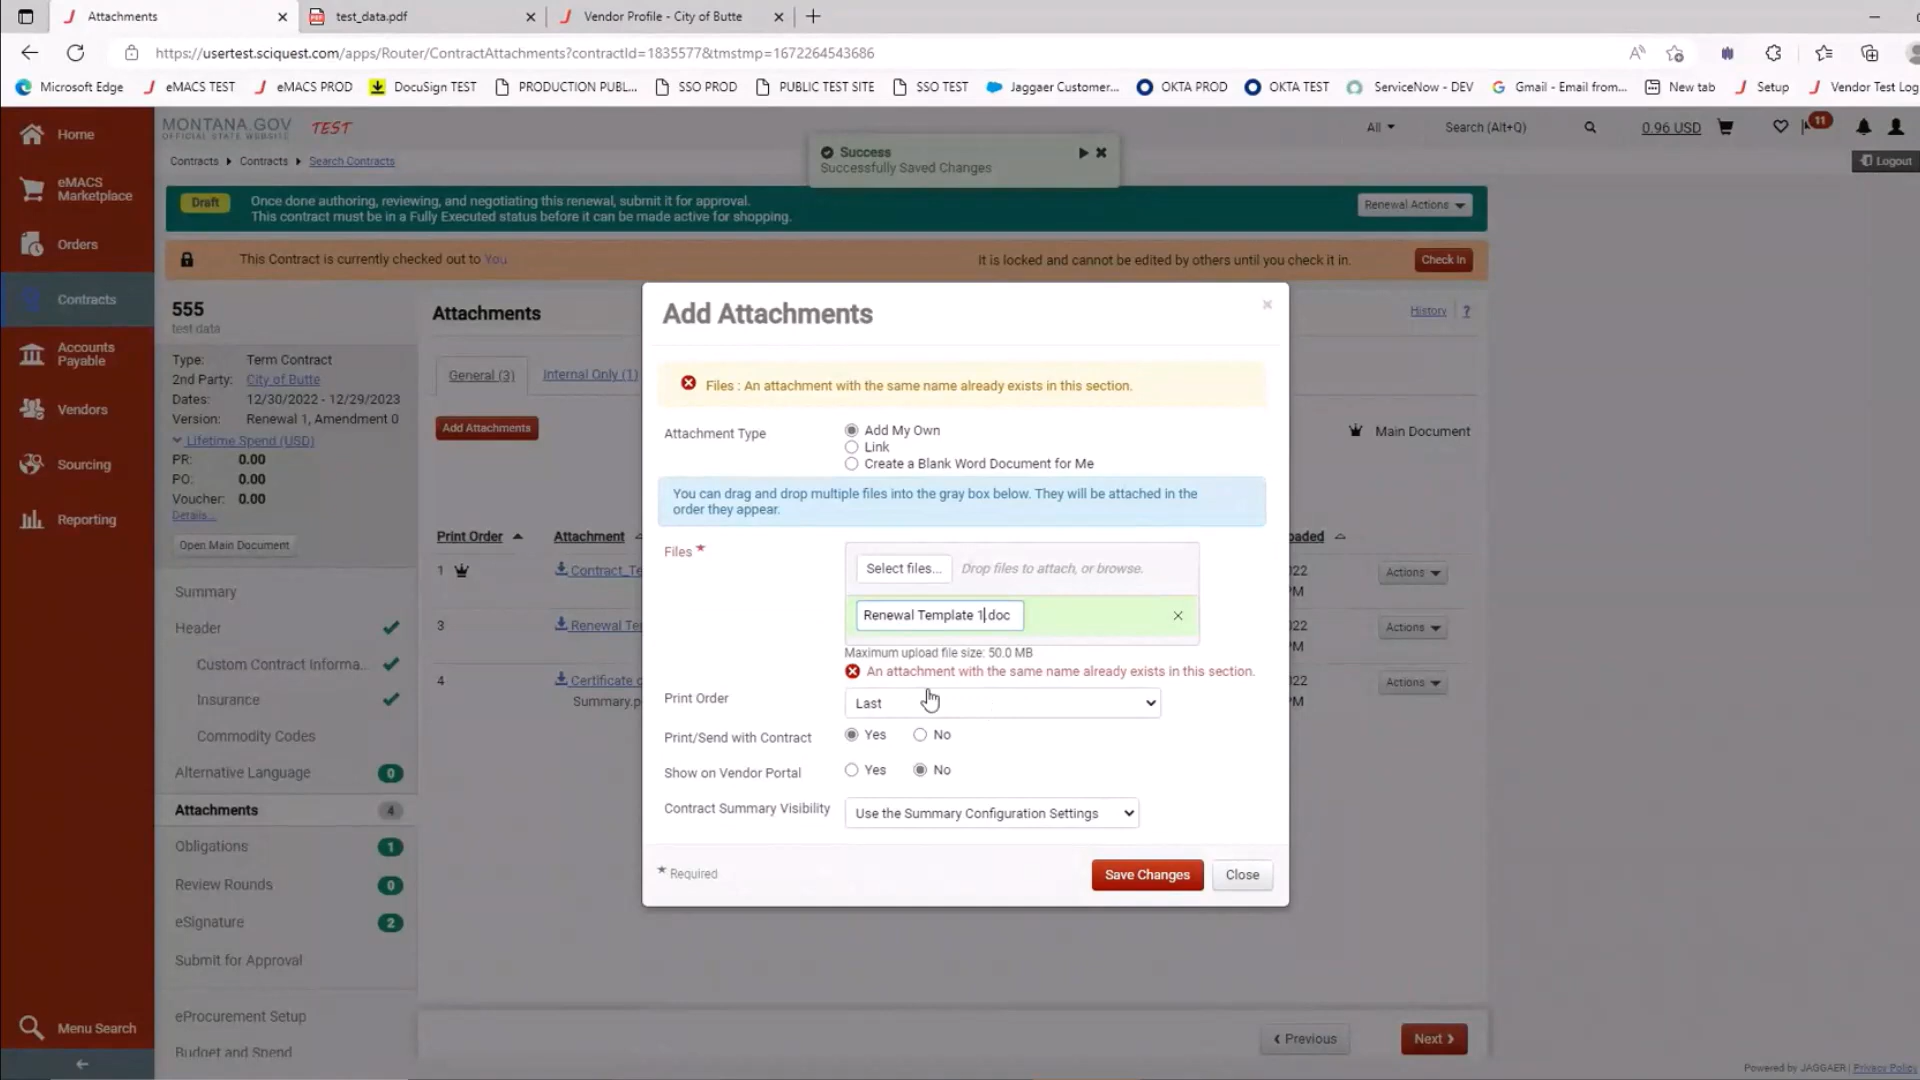 Attachments
test_data.pdf
Vendor Profile - City of Butte
https://usertest.sciquest.com/apps/Router/ContractAttachments?contractId=1835577&tmstmp=1672264543686
Microsoft Edge
eMACS TEST
eMACS PROD
DocuSign TEST
PRODUCTION PUBL...
SSO PROD
PUBLIC TEST SITE
SSO TEST
Jaggaer Customer...
OKTA PROD
OKTA TEST
ServiceNow - DEV
Gmail - Email from...
New tab
Setup
Vendor Test Log
Home
eMACS
Marketplace
Orders
Contracts
Accounts
Payable
Vendors
Sourcing
Reporting
Menu Search
MONTANA.GOV
OFFICIAL STATE WEBSITE
TEST
All
Search (Alt+Q)
0.96 USD
11
Logout
Contracts
Contracts
Search Contracts
Success
Successfully Saved Changes
Draft
Once done authoring, reviewing, and negotiating this renewal, submit it for approval.
This contract must be in a Fully Executed status before it can be made active for shopping.
Renewal Actions
This Contract is currently checked out to You
It is locked and cannot be edited by others until you check it in.
Check In
555
test data
Type: Term Contract
2nd Party: City of Butte
Dates: 12/30/2022 - 12/29/2023
Version: Renewal 1, Amendment 0
Lifetime Spend (USD)
PR: 0.00
PO: 0.00
Voucher: 0.00
Details...
Open Main Document
Summary
Header
Custom Contract Informa...
Insurance
Commodity Codes
Alternative Language 0
Attachments 4
Obligations 1
Review Rounds 0
eSignature 2
Submit for Approval
eProcurement Setup
Budget and Spend
Attachments
History
?
General (3)
Internal Only (1)
Add Attachments
Main Document
Print Order
Attachment
1
Contract_Te
Actions
3
Renewal Te
Actions
4
Certificate o
Summary.p
Actions
Add Attachments
Files : An attachment with the same name already exists in this section.
Attachment Type
Add My Own
Link
Create a Blank Word Document for Me
You can drag and drop multiple files into the gray box below. They will be attached in the
order they appear.
Files *
Select files...
Drop files to attach, or browse.
Renewal Template 1.doc
Maximum upload file size: 50.0 MB
An attachment with the same name already exists in this section.
Print Order
Last
Print/Send with Contract
Yes
No
Show on Vendor Portal
Yes
No
Contract Summary Visibility
Use the Summary Configuration Settings
* Required
Save Changes
Close
Previous
Next
Powered by JAGGAER | Privacy Policy